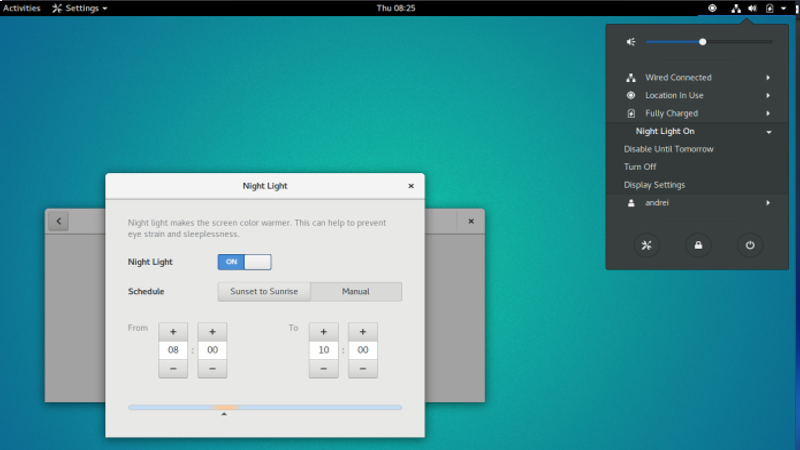 Activities Settings Thu 08:25
Wired Connected
Location In Use
Fully Charged
Night Light On
Disable Until Tomorrow
Turn Off
Display Settings
andrei
Night Light
Night light makes the screen color warmer. This can help to prevent
eye strain and sleeplessness.
Night Light ON
Schedule Sunset to Sunrise Manual
From + + To + +
08 : 00 10 : 00
− − − −